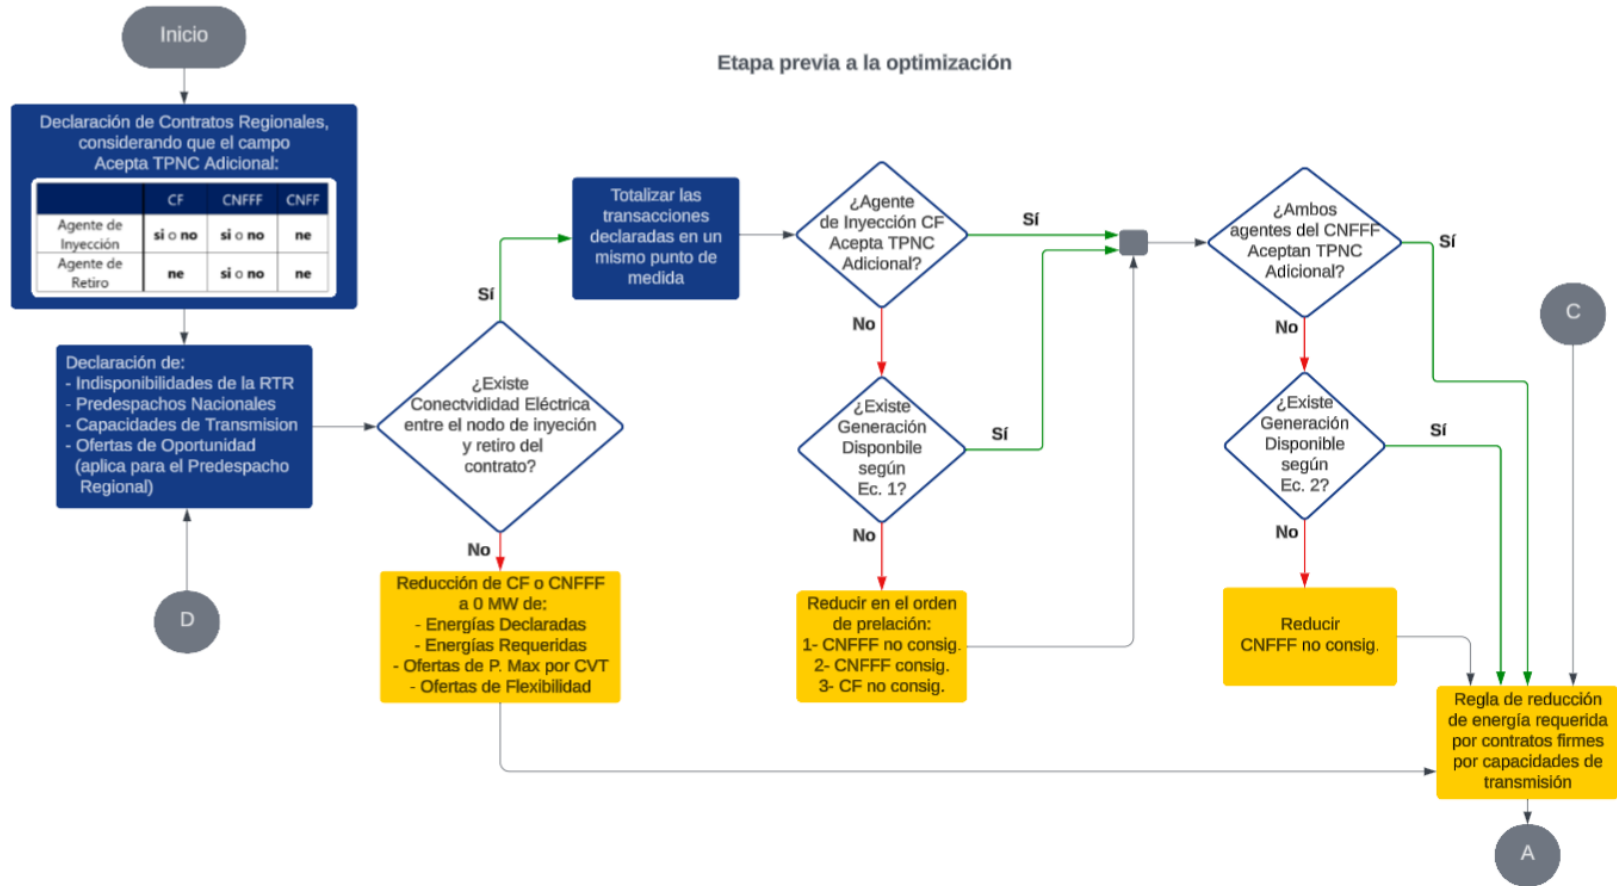 Inicio
Etapa previa a la optimización
Declaración de Contratos Regionales,
considerando que el campo
Acepta TPNC Adicional:
CF CNFFF CNFF
Agente de
Inyección
si o no si o no ne
Agente de
Retiro
ne si o no ne
Declaración de:
- Indisponibilidades de la RTR
- Predespachos Nacionales
- Capacidades de Transmision
- Ofertas de Oportunidad
(aplica para el Predespacho
Regional)
D
¿Existe
Conectvididad Eléctrica
entre el nodo de inyeción
y retiro del
contrato?
Sí
No
Reducción de CF o CNFFF
a 0 MW de:
- Energías Declaradas
- Energías Requeridas
- Ofertas de P. Max por CVT
- Ofertas de Flexibilidad
Totalizar las
transacciones
declaradas en un
mismo punto de
medida
¿Agente
de Inyección CF
Acepta TPNC
Adicional?
Sí
No
¿Existe
Generación
Disponbile
según
Ec. 1?
Sí
No
Reducir en el orden
de prelación:
1- CNFFF no consig.
2- CNFFF consig.
3- CF no consig.
¿Ambos
agentes del CNFFF
Aceptan TPNC
Adicional?
Sí
No
¿Existe
Generación
Disponible
según
Ec. 2?
Sí
No
Reducir
CNFFF no consig.
C
Regla de reducción
de energía requerida
por contratos firmes
por capacidades de
transmisión
A